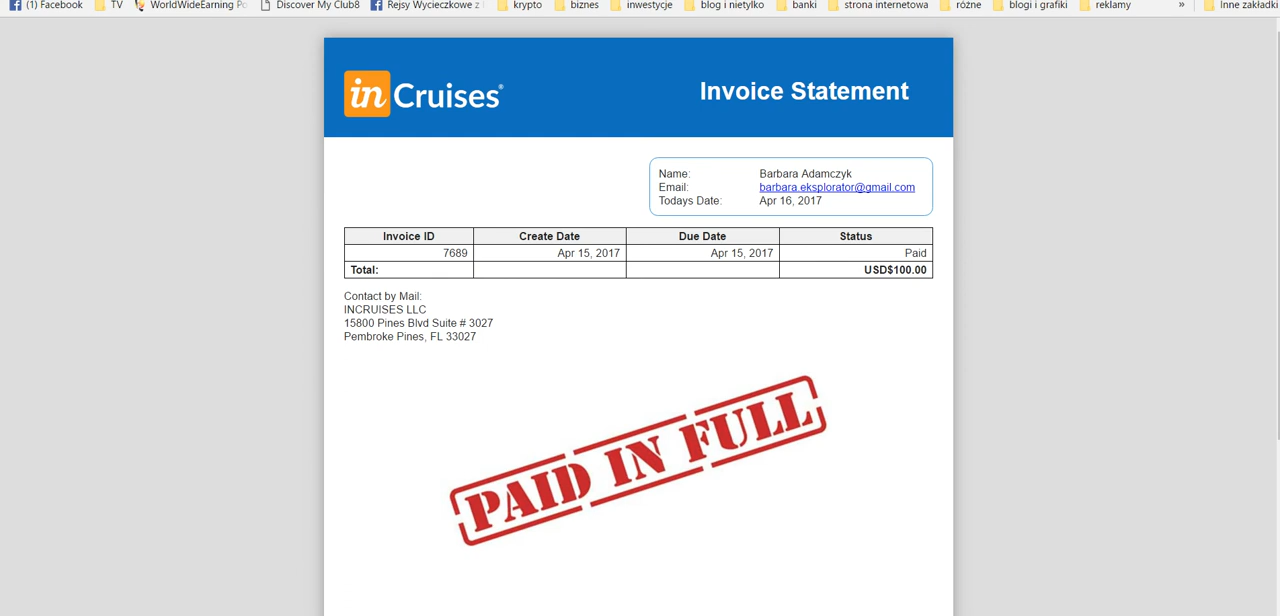 (1) Facebook TV WorldWideEarning Po Discover My Club8 Rejsy Wycieczkowe z krypto biznes inwestycje blog i nietylko banki strona internetowa różne blogi i grafiki reklamy » Inne zakładki
in Cruises®
Invoice Statement
Name: Barbara Adamczyk
Email: barbara.eksplorator@gmail.com
Todays Date: Apr 16, 2017
Invoice ID Create Date Due Date Status
7689 Apr 15, 2017 Apr 15, 2017 Paid
Total: USD$100.00
Contact by Mail:
INCRUISES LLC
15800 Pines Blvd Suite # 3027
Pembroke Pines, FL 33027
PAID IN FULL